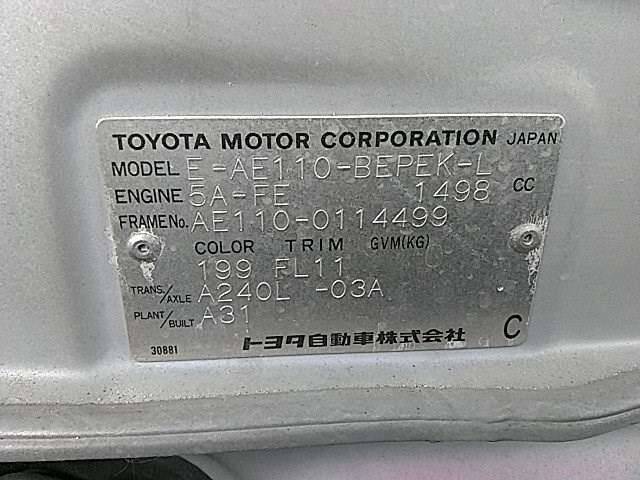 TOYOTA MOTOR CORPORATION JAPAN
MODEL E-AE110-BEPEK-L
ENGINE 5A-FE 1498 CC
FRAME No. AE110-0114499
COLOR TRIM GVM(KG)
199 FL11
TRANS./AXLE A240L -03A
PLANT/BUILT A31
30881 トヨタ自動車株式会社 C